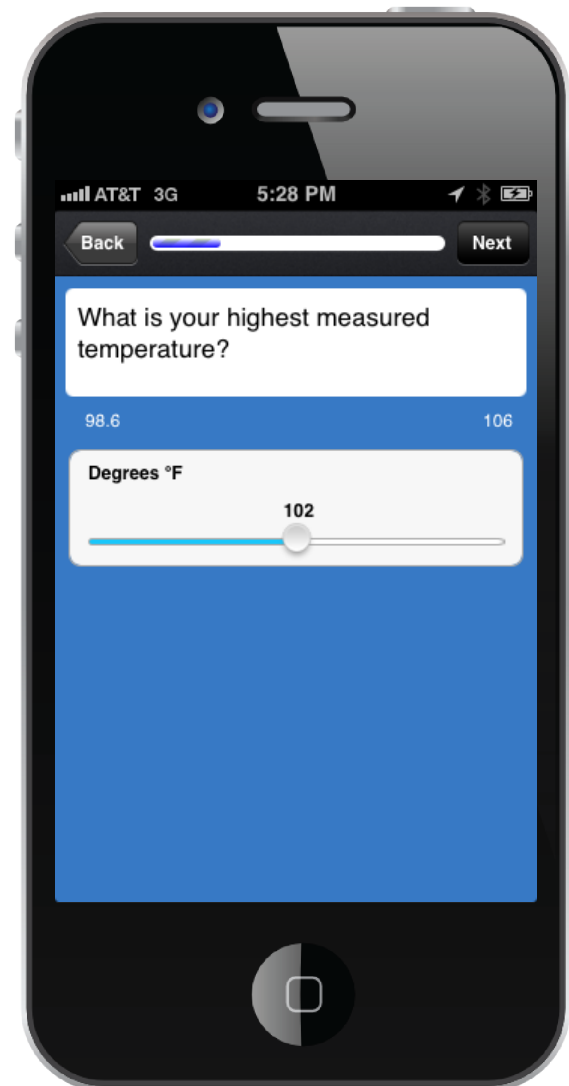 AT&T 3G 5:28 PM
Back Next
What is your highest measured
temperature?
98.6 106
Degrees °F
102